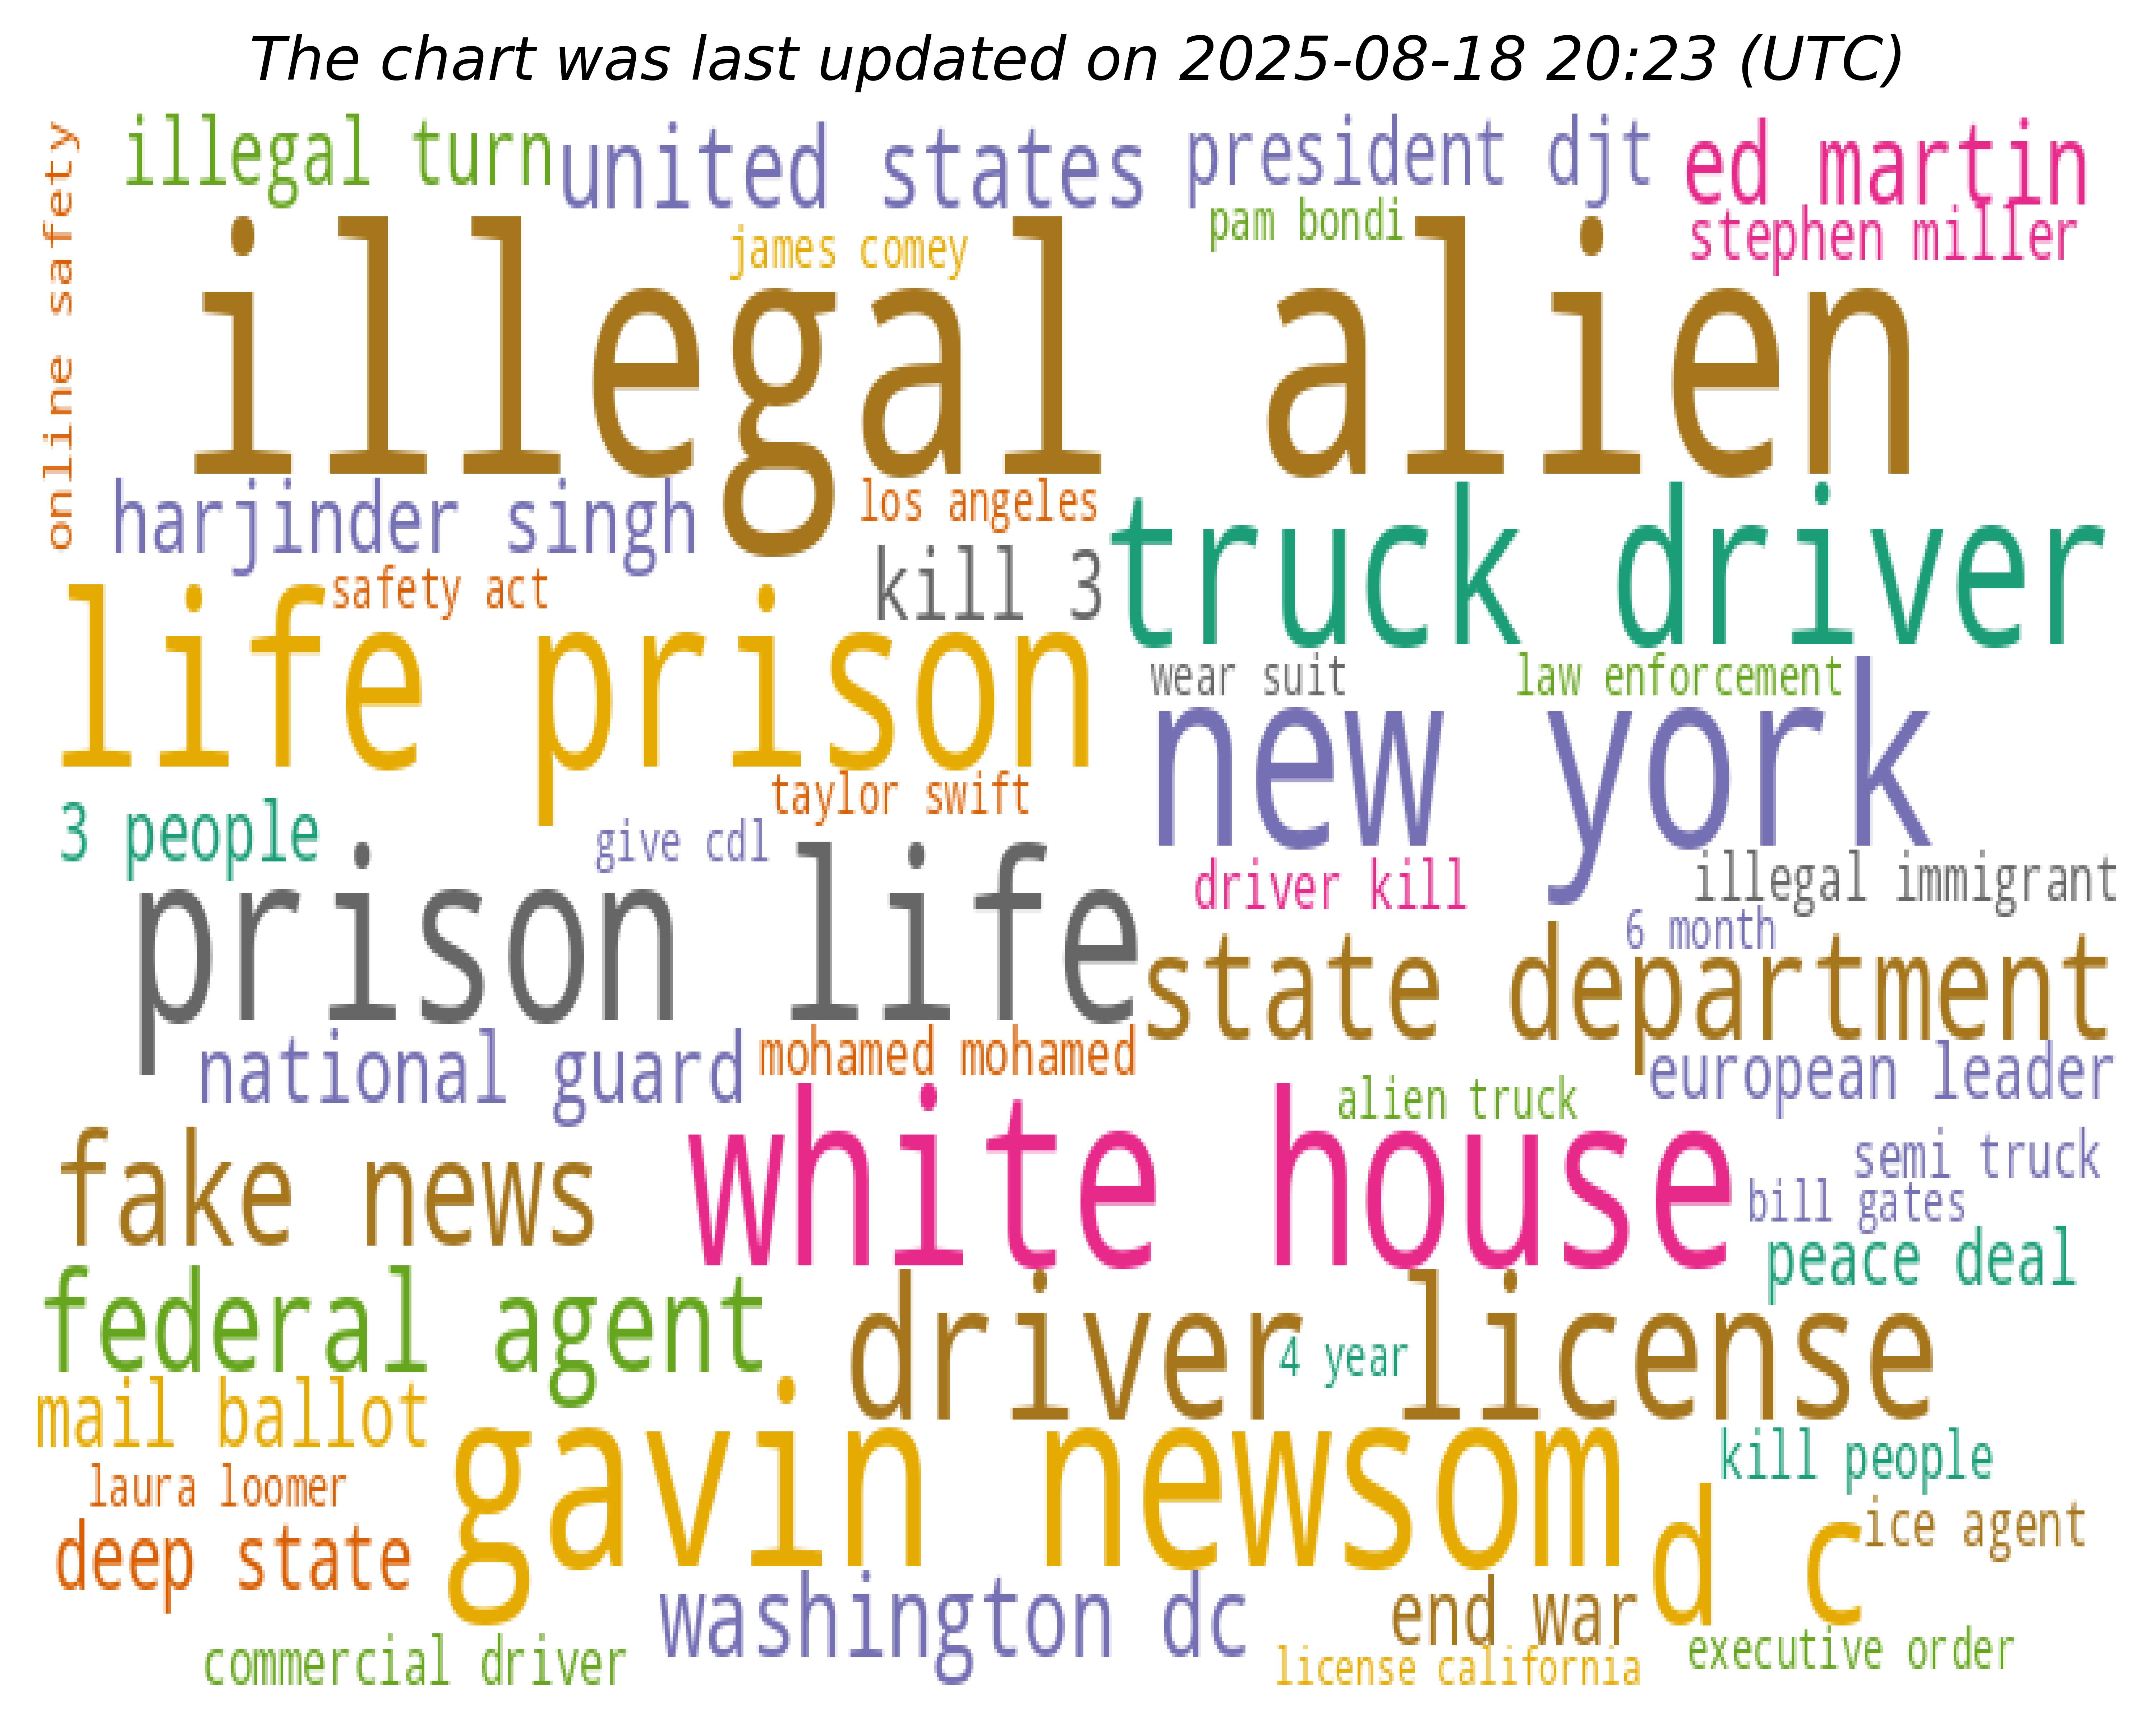 The chart was last updated on 2025-08-18 20:23 (UTC)
online safety
illegal turn
united states
president djt
ed martin
james comey
pam bondi
stephen miller
illegal alien
harjinder singh
los angeles
truck driver
safety act
kill 3
life prison
wear suit
law enforcement
new york
taylor swift
3 people
give cdl
driver kill
illegal immigrant
prison life
6 month
state department
national guard
mohamed mohamed
european leader
alien truck
fake news
white house
semi truck
bill gates
peace deal
federal agent
driver license
4 year
mail ballot
gavin newsom
kill people
laura loomer
d c
ice agent
deep state
washington dc
end war
commercial driver
license california
executive order